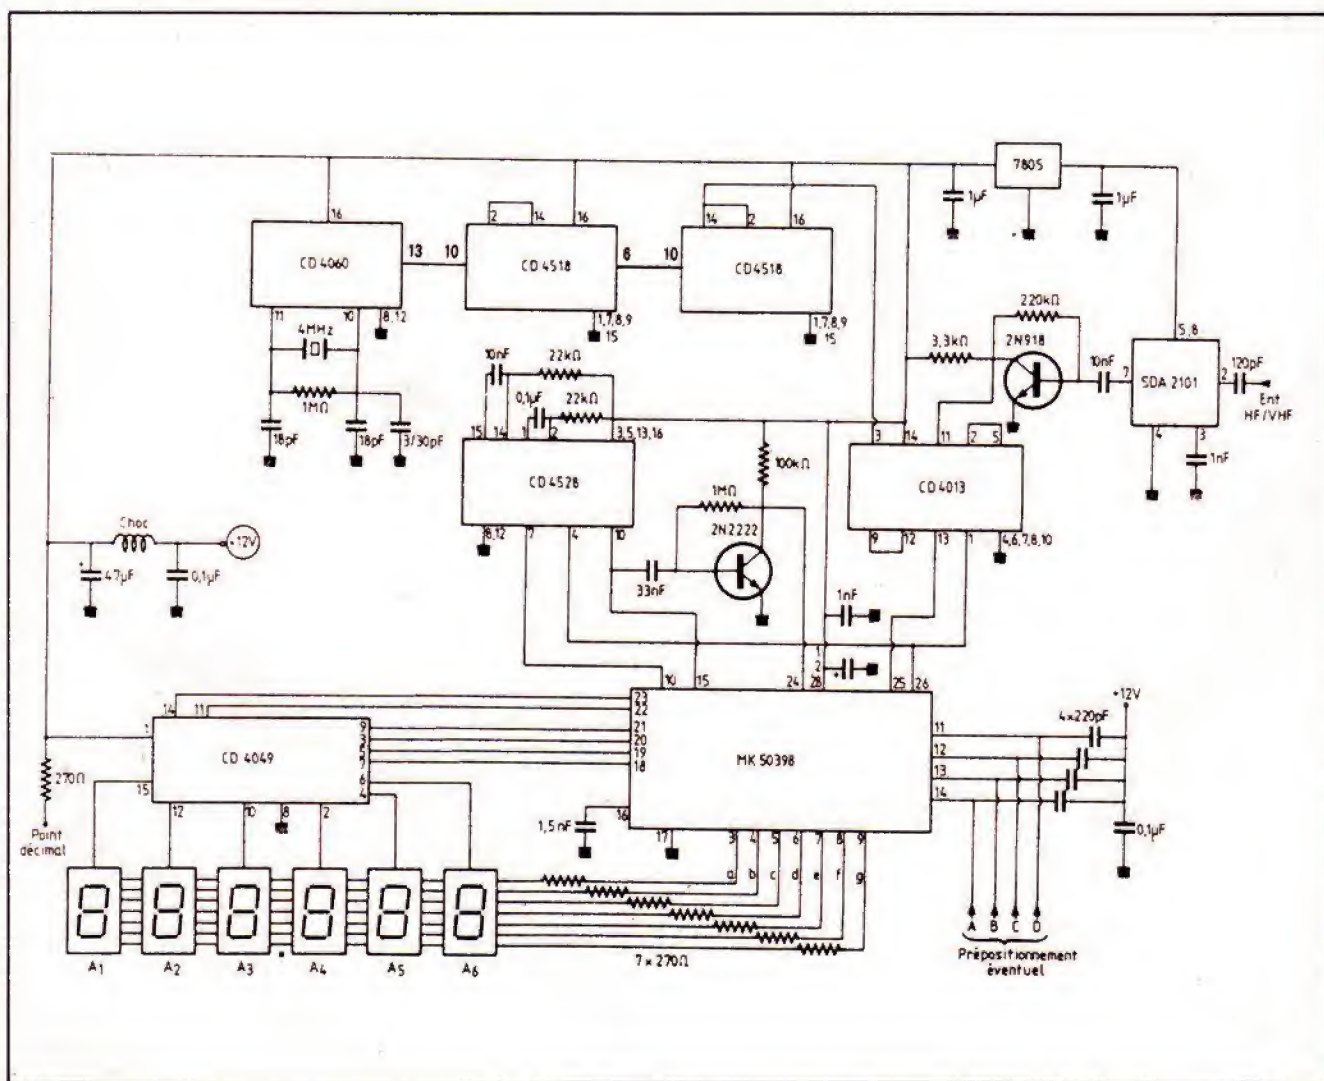 7805
1µF
1µF
16
2
14
16
14
2
16
CD 4060
13
10
CD 4518
6
10
CD4518
11
10
8,12
1,7,8,9
15
1,7,8,9
15
4MHz
1MΩ
18pF
18pF
3/30pF
220kΩ
3,3kΩ
2N918
10nF
5,8
7
SDA 2101
2
120pF
Ent
HF/VHF
4
3
1nF
10nF
22kΩ
0,1µF
22kΩ
15
14
1
2
3,5,13,16
CD 4528
8,12
7
4
10
100kΩ
1MΩ
2N2222
33nF
3
14
11
2
5
CD 4013
9
12
13
1
4,6,7,8,10
Choc
+12V
47µF
0,1µF
1nF
1
2
10
15
24
28
25
26
23
22
21
20
19
18
MK 50398
11
12
13
14
+12V
4×220pF
0,1µF
14
11
1
9
3
5
7
6
4
CD 4049
15
12
10
8
2
270Ω
Point
décimal
1,5nF
16
17
3
4
5
6
7
8
9
a
b
c
d
e
f
g
A
B
C
D
Prépositionnement
éventuel
A1
A2
A3
A4
A5
A6
7×270Ω